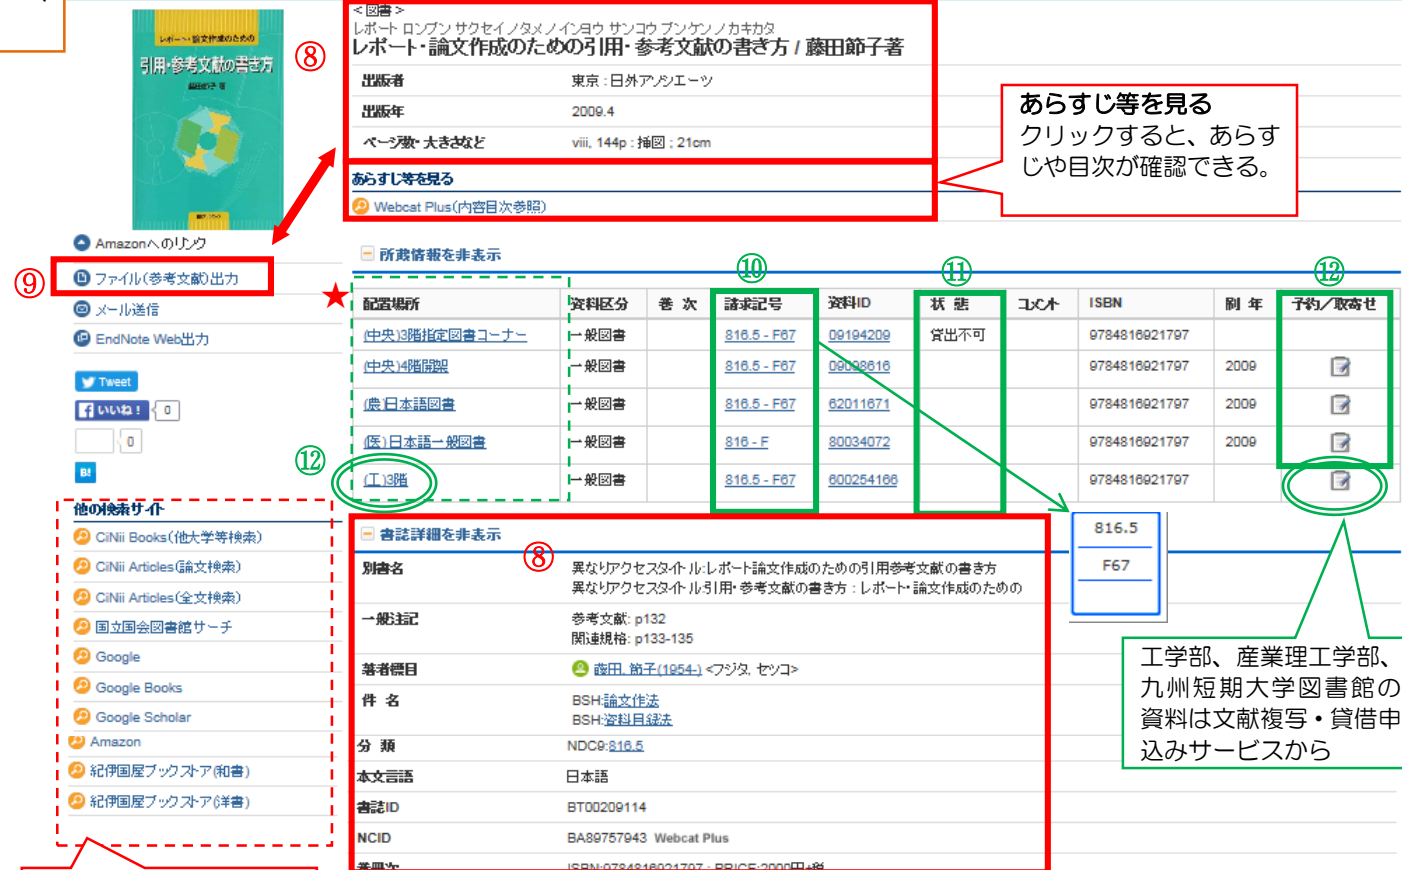 <図書>
レポート ロンブン サクセイ ノ タメ ノ インヨウ サンコウ ブンケン ノ カキカタ
レポート・論文作成のための引用・参考文献の書き方 / 藤田節子著
レポート・論文作成のための
引用・参考文献の書き方
藤田節子 著
⑧
出版者 東京 : 日外アソシエーツ
出版年 2009.4
ページ数・大きさなど viii, 144p : 挿図 ; 21cm
あらすじ等を見る
Webcat Plus(内容目次参照)
あらすじ等を見る
クリックすると、あらす
じや目次が確認できる。
Amazonへのリンク
⑨
ファイル(参考文献)出力
メール送信
EndNote Web出力
Tweet
いいね! 0
0
B!
所蔵情報を非表示
⑩ ⑪ ⑫
★
配置場所 資料区分 巻 次 請求記号 資料ID 状 態 コメント ISBN 刷 年 予約/取寄せ
(中央)3階指定図書コーナー 一般図書 816.5 - F67 09194209 貸出不可 9784816921797
(中央)4階開架 一般図書 816.5 - F67 09098616 9784816921797 2009
(農)日本語図書 一般図書 816.5 - F67 62011671 9784816921797 2009
(医)日本語一般図書 一般図書 816 - F 80034072 9784816921797 2009
⑫
(工)3階 一般図書 816.5 - F67 600254166 9784816921797
816.5
F67
工学部、産業理工学部、
九州短期大学図書館の
資料は文献複写・貸借申
込みサービスから
他の検索サイト
CiNii Books(他大学等検索)
CiNii Articles(論文検索)
CiNii Articles(全文検索)
国立国会図書館サーチ
Google
Google Books
Google Scholar
Amazon
紀伊国屋ブックストア(和書)
紀伊国屋ブックストア(洋書)
書誌詳細を非表示
⑧
別書名 異なりアクセスタイトル:レポート論文作成のための引用参考文献の書き方
異なりアクセスタイトル:引用・参考文献の書き方 : レポート・論文作成のための
一般注記 参考文献: p132
関連規格: p133-135
著者標目 藤田, 節子(1954-) <フジタ, セツコ>
件 名 BSH:論文作法
BSH:資料目録法
分 類 NDC9:816.5
本文言語 日本語
書誌ID BT00209114
NCID BA89757943 Webcat Plus
巻冊次 ISBN:9784816921797 ; PRICE:2000円+税